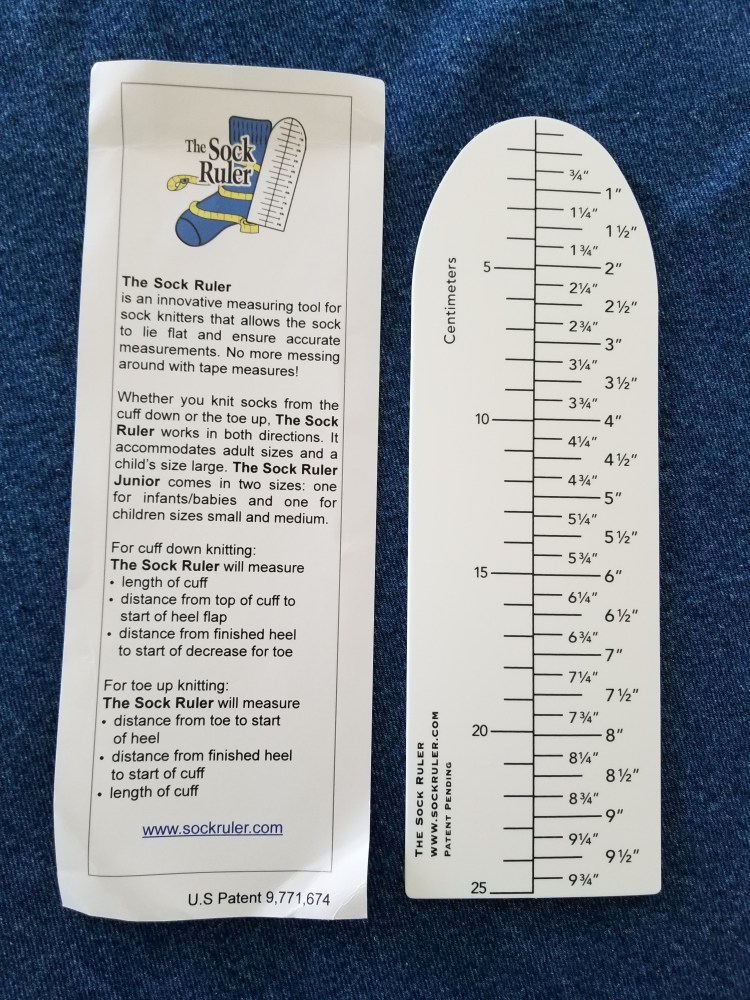 The Sock
Ruler
The Sock Ruler
is an innovative measuring tool for
sock knitters that allows the sock
to lie flat and ensure accurate
measurements. No more messing
around with tape measures!
Whether you knit socks from the
cuff down or the toe up, The Sock
Ruler works in both directions. It
accommodates adult sizes and a
child's size large. The Sock Ruler
Junior comes in two sizes: one
for infants/babies and one for
children sizes small and medium.
For cuff down knitting:
The Sock Ruler will measure
• length of cuff
• distance from top of cuff to
start of heel flap
• distance from finished heel
to start of decrease for toe
For toe up knitting:
The Sock Ruler will measure
• distance from toe to start
of heel
• distance from finished heel
to start of cuff
• length of cuff
www.sockruler.com
U.S Patent 9,771,674
Centimeters
5
10
15
20
25
¾"
1"
1¼"
1½"
1¾"
2"
2¼"
2½"
2¾"
3"
3¼"
3½"
3¾"
4"
4¼"
4½"
4¾"
5"
5¼"
5½"
5¾"
6"
6¼"
6½"
6¾"
7"
7¼"
7½"
7¾"
8"
8¼"
8½"
8¾"
9"
9¼"
9½"
9¾"
The Sock Ruler
www.sockruler.com
Patent Pending